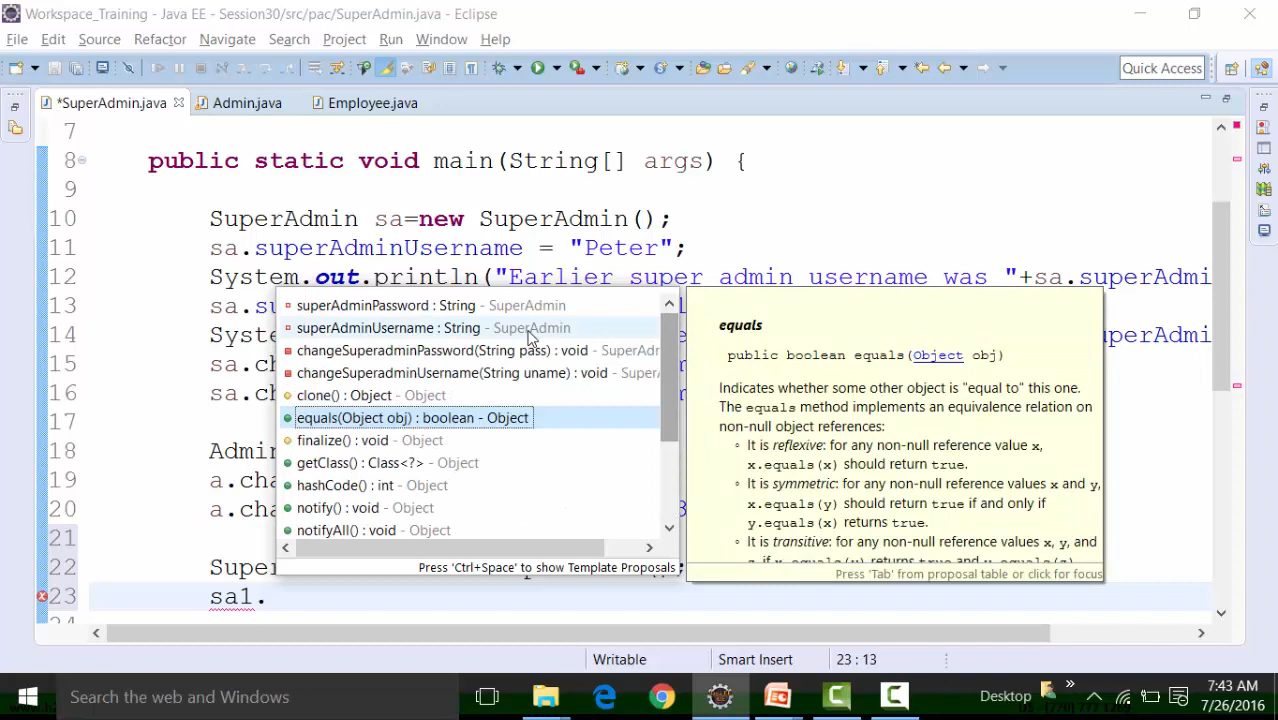 Workspace_Training - Java EE - Session30/src/pac/SuperAdmin.java - Eclipse
File Edit Source Refactor Navigate Search Project Run Window Help
Quick Access
*SuperAdmin.java Admin.java Employee.java
7
8 public static void main(String[] args) {
9
10 SuperAdmin sa=new SuperAdmin();
11 sa.superAdminUsername = "Peter";
12 System.out.println("Earlier super admin username was "+sa.superAdmi
13 sa.su
14 Syste
15 sa.ch
16 sa.ch
17
18 Admin
19 a.cha
20 a.cha
21
22 Super
23 sa1.
superAdminPassword : String - SuperAdmin
superAdminUsername : String - SuperAdmin
changeSuperadminPassword(String pass) : void - SuperAdr
changeSuperadminUsername(String uname) : void - SuperA
clone() : Object - Object
equals(Object obj) : boolean - Object
finalize() : void - Object
getClass() : Class<?> - Object
hashCode() : int - Object
notify() : void - Object
notifyAll() : void - Object
Press 'Ctrl+Space' to show Template Proposals
equals
public boolean equals(Object obj)
Indicates whether some other object is "equal to" this one.
The equals method implements an equivalence relation on
non-null object references:
It is reflexive: for any non-null reference value x,
x.equals(x) should return true.
It is symmetric: for any non-null reference values x and y,
x.equals(y) should return true if and only if
y.equals(x) returns true.
It is transitive: for any non-null reference values x, y, and
Press 'Tab' from proposal table or click for focus
Writable Smart Insert 23 : 13
Search the web and Windows
Desktop
7:43 AM
7/26/2016